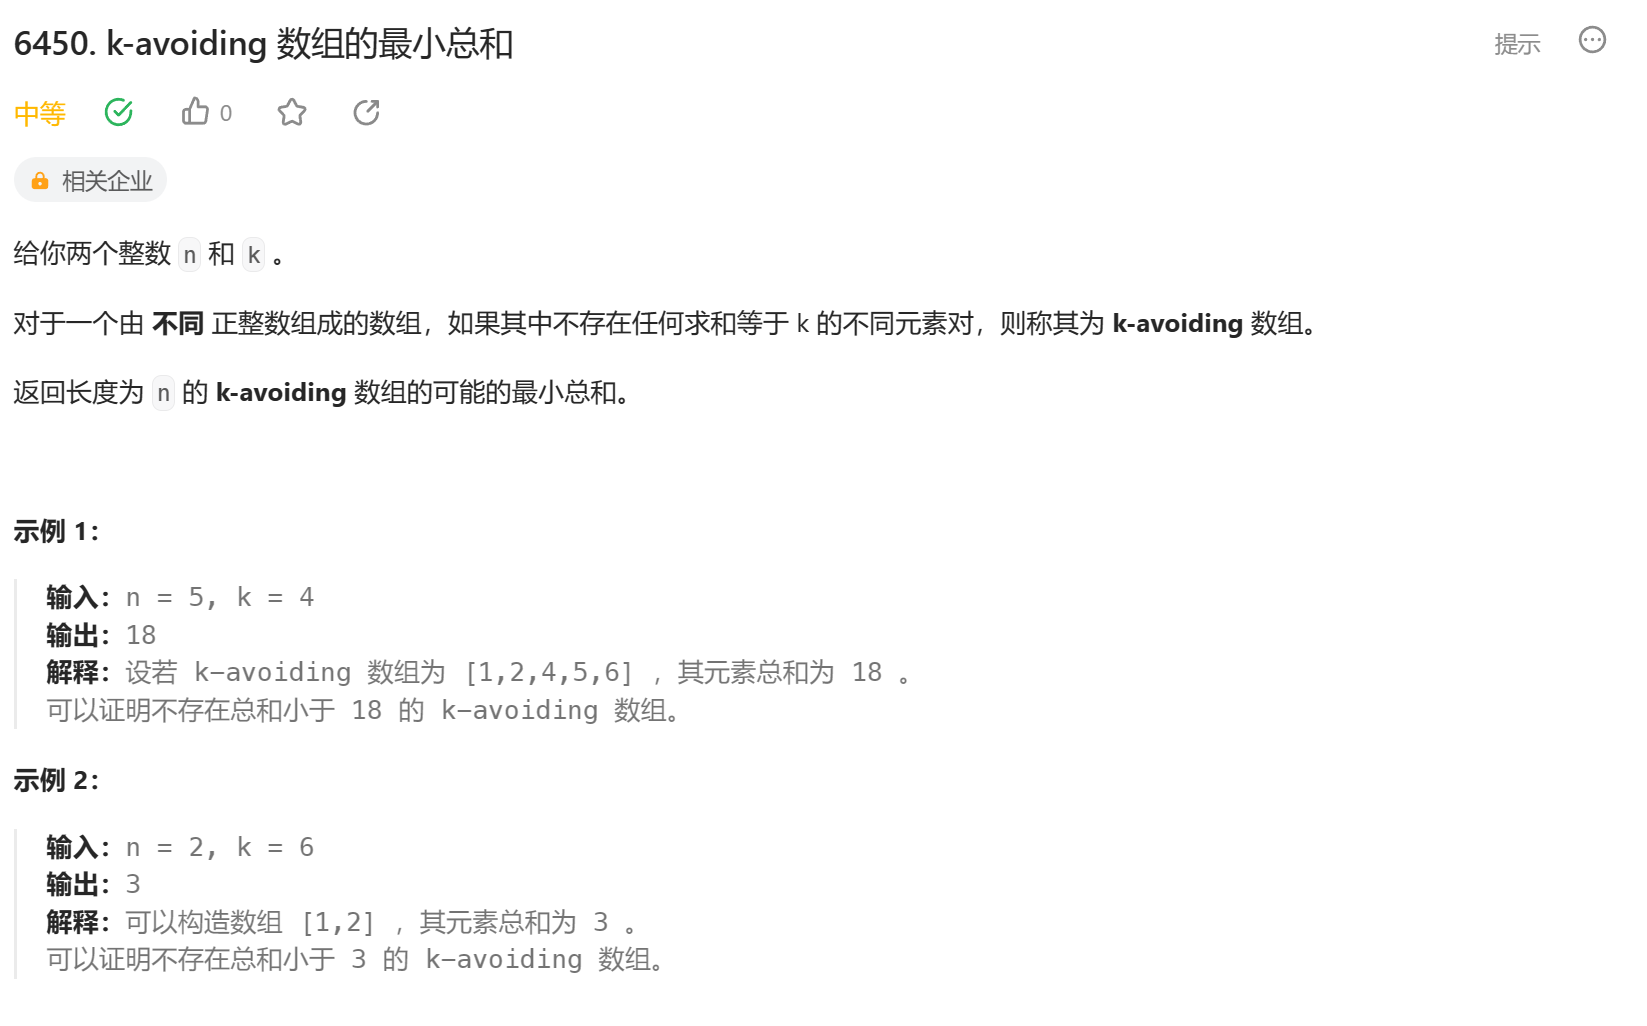 6450. k-avoiding 数组的最小总和
提示
中等
0
相关企业
给你两个整数 n 和 k 。
对于一个由 不同 正整数组成的数组，如果其中不存在任何求和等于 k 的不同元素对，则称其为 k-avoiding 数组。
返回长度为 n 的 k-avoiding 数组的可能的最小总和。
示例 1：
输入：n = 5, k = 4
输出：18
解释：设若 k-avoiding 数组为 [1,2,4,5,6] ，其元素总和为 18 。
可以证明不存在总和小于 18 的 k-avoiding 数组。
示例 2：
输入：n = 2, k = 6
输出：3
解释：可以构造数组 [1,2] ，其元素总和为 3 。
可以证明不存在总和小于 3 的 k-avoiding 数组。